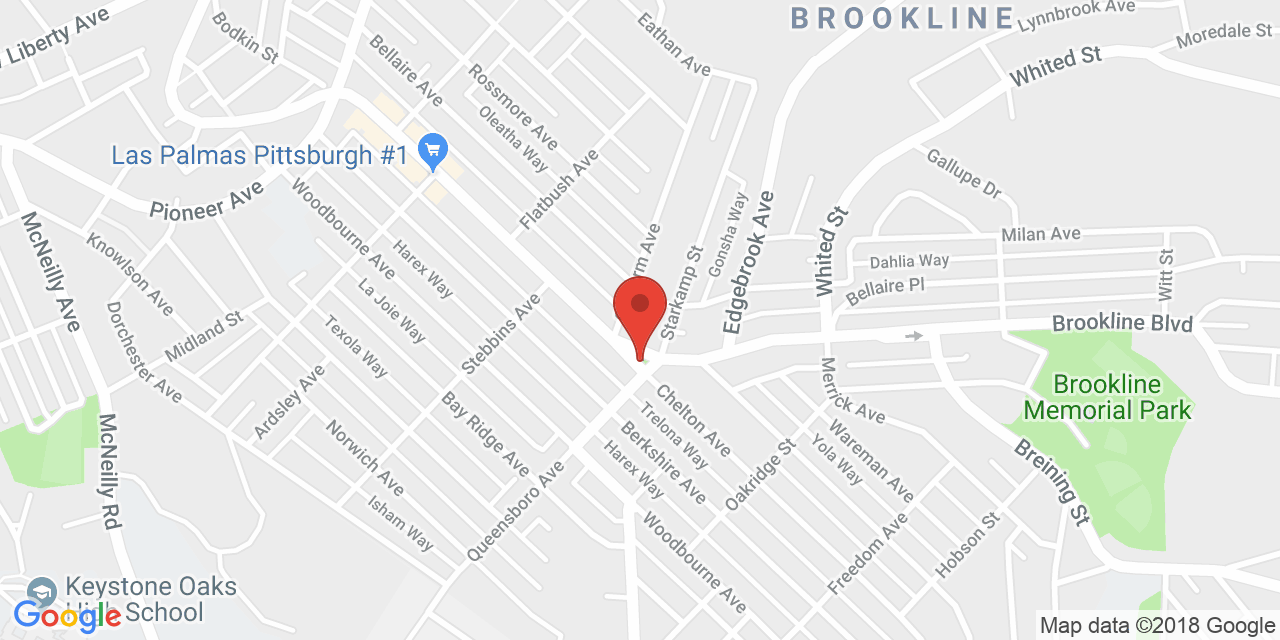 BROOKLINE
Liberty Ave
Bodkin St
Bellaire Ave
Eathan Ave
Lynnbrook Ave
Moredale St
Whited St
Rossmore Ave
Oleatha Way
Las Palmas Pittsburgh #1
Flatbush Ave
Gallupe Dr
Pioneer Ave
Woodbourne Ave
Gonsha Way
Edgebrook Ave
Whited St
McNeilly Ave
Knowlson Ave
Harex Way
Starkamp St
Milan Ave
Dahlia Way
Bellaire Pl
Witt St
La Joie Way
Stebbins Ave
Dorchester Ave
Midland St
Texola Way
Brookline Blvd
Ardsley Ave
Bay Ridge Ave
Chelton Ave
Merrick Ave
Brookline
Memorial Park
McNeilly Rd
Norwich Ave
Trelona Way
Berkshire Ave
Harex Way
Wareman Ave
Yola Way
Oakridge St
Breining St
Isham Way
Queensboro Ave
Woodbourne Ave
Freedom Ave
Hobson St
Keystone Oaks
High School
Google
Map data ©2018 Google